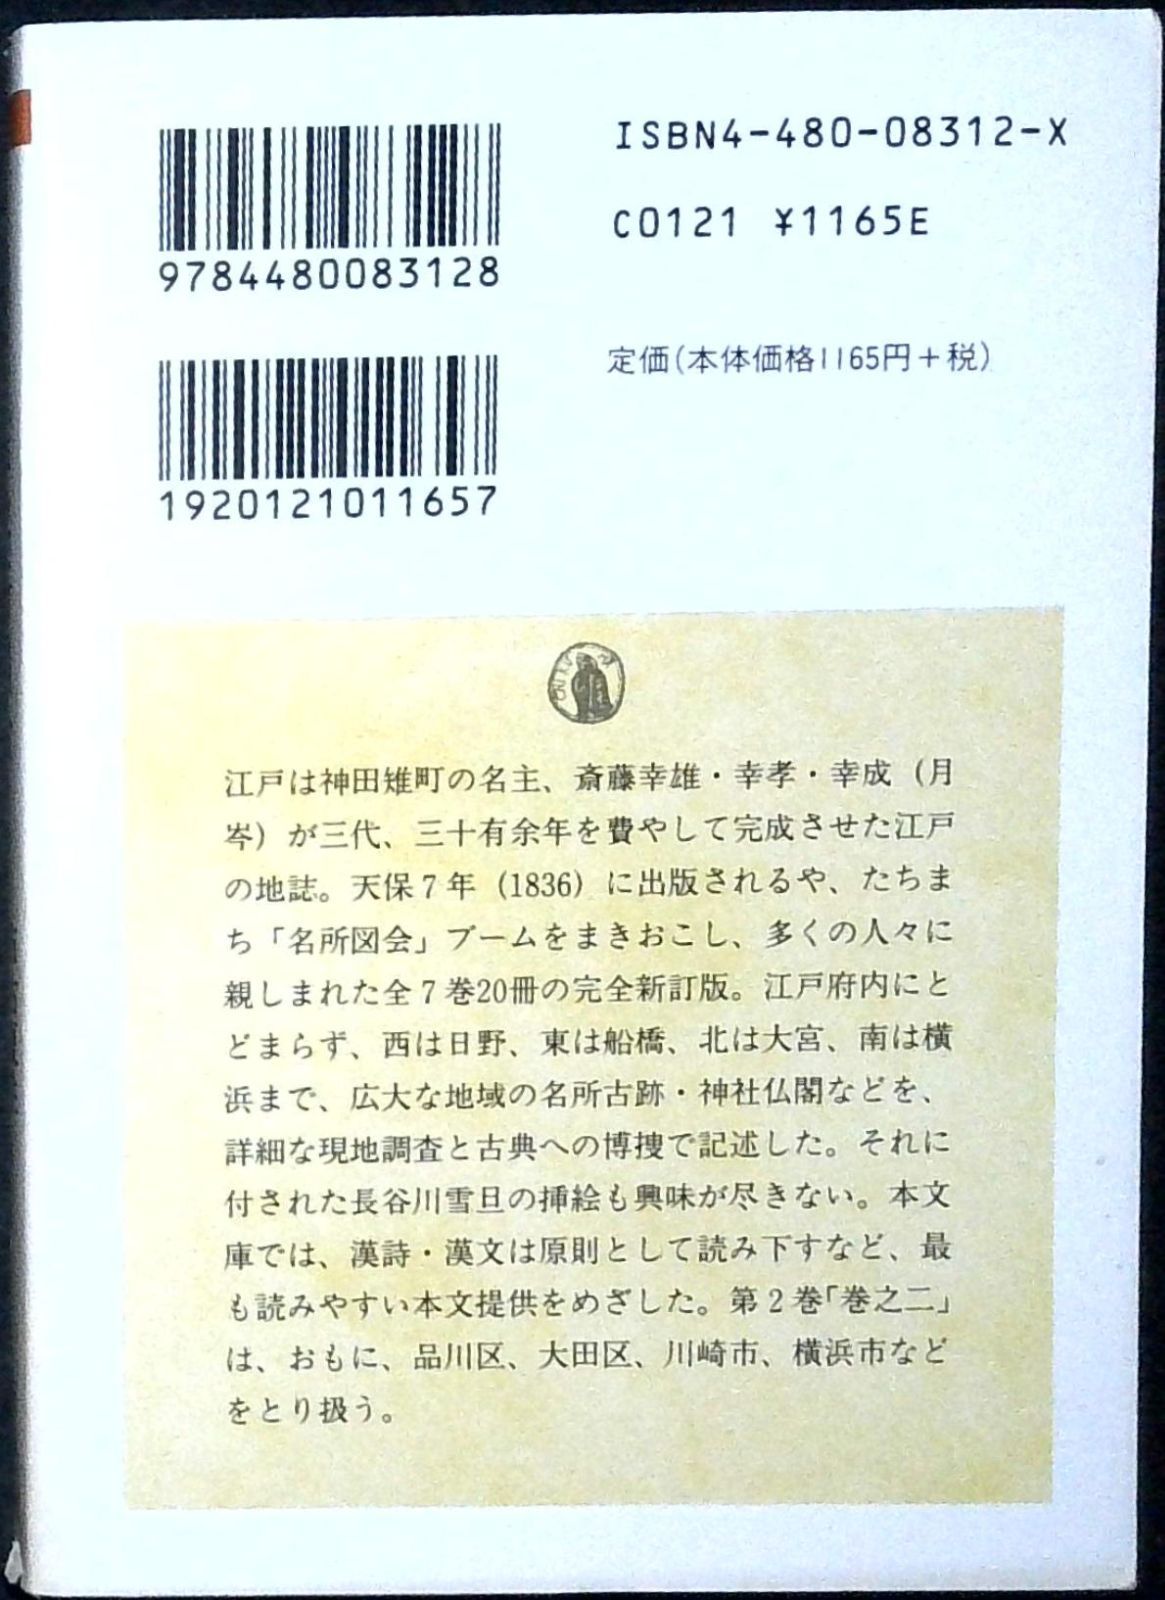 ISBN4-480-08312-X
C0121 ¥1165E
9784480083128
定価(本体価格1165円+税)
1920121011657
江戸は神田雉町の名主、斎藤幸雄・幸孝・幸成(月
岑)が三代、三十有余年を費やして完成させた江戸
の地誌。天保7年(1836)に出版されるや、たちま
ち「名所図会」ブームをまきおこし、多くの人々に
親しまれた全7巻20冊の完全新訂版。江戸府内にと
どまらず、西は日野、東は船橋、北は大宮、南は横
浜まで、広大な地域の名所古跡・神社仏閣などを、
詳細な現地調査と古典への博捜で記述した。それに
付された長谷川雪旦の挿絵も興味が尽きない。本文
庫では、漢詩・漢文は原則として読み下すなど、最
も読みやすい本文提供をめざした。第2巻「巻之二」
は、おもに、品川区、大田区、川崎市、横浜市など
をとり扱う。